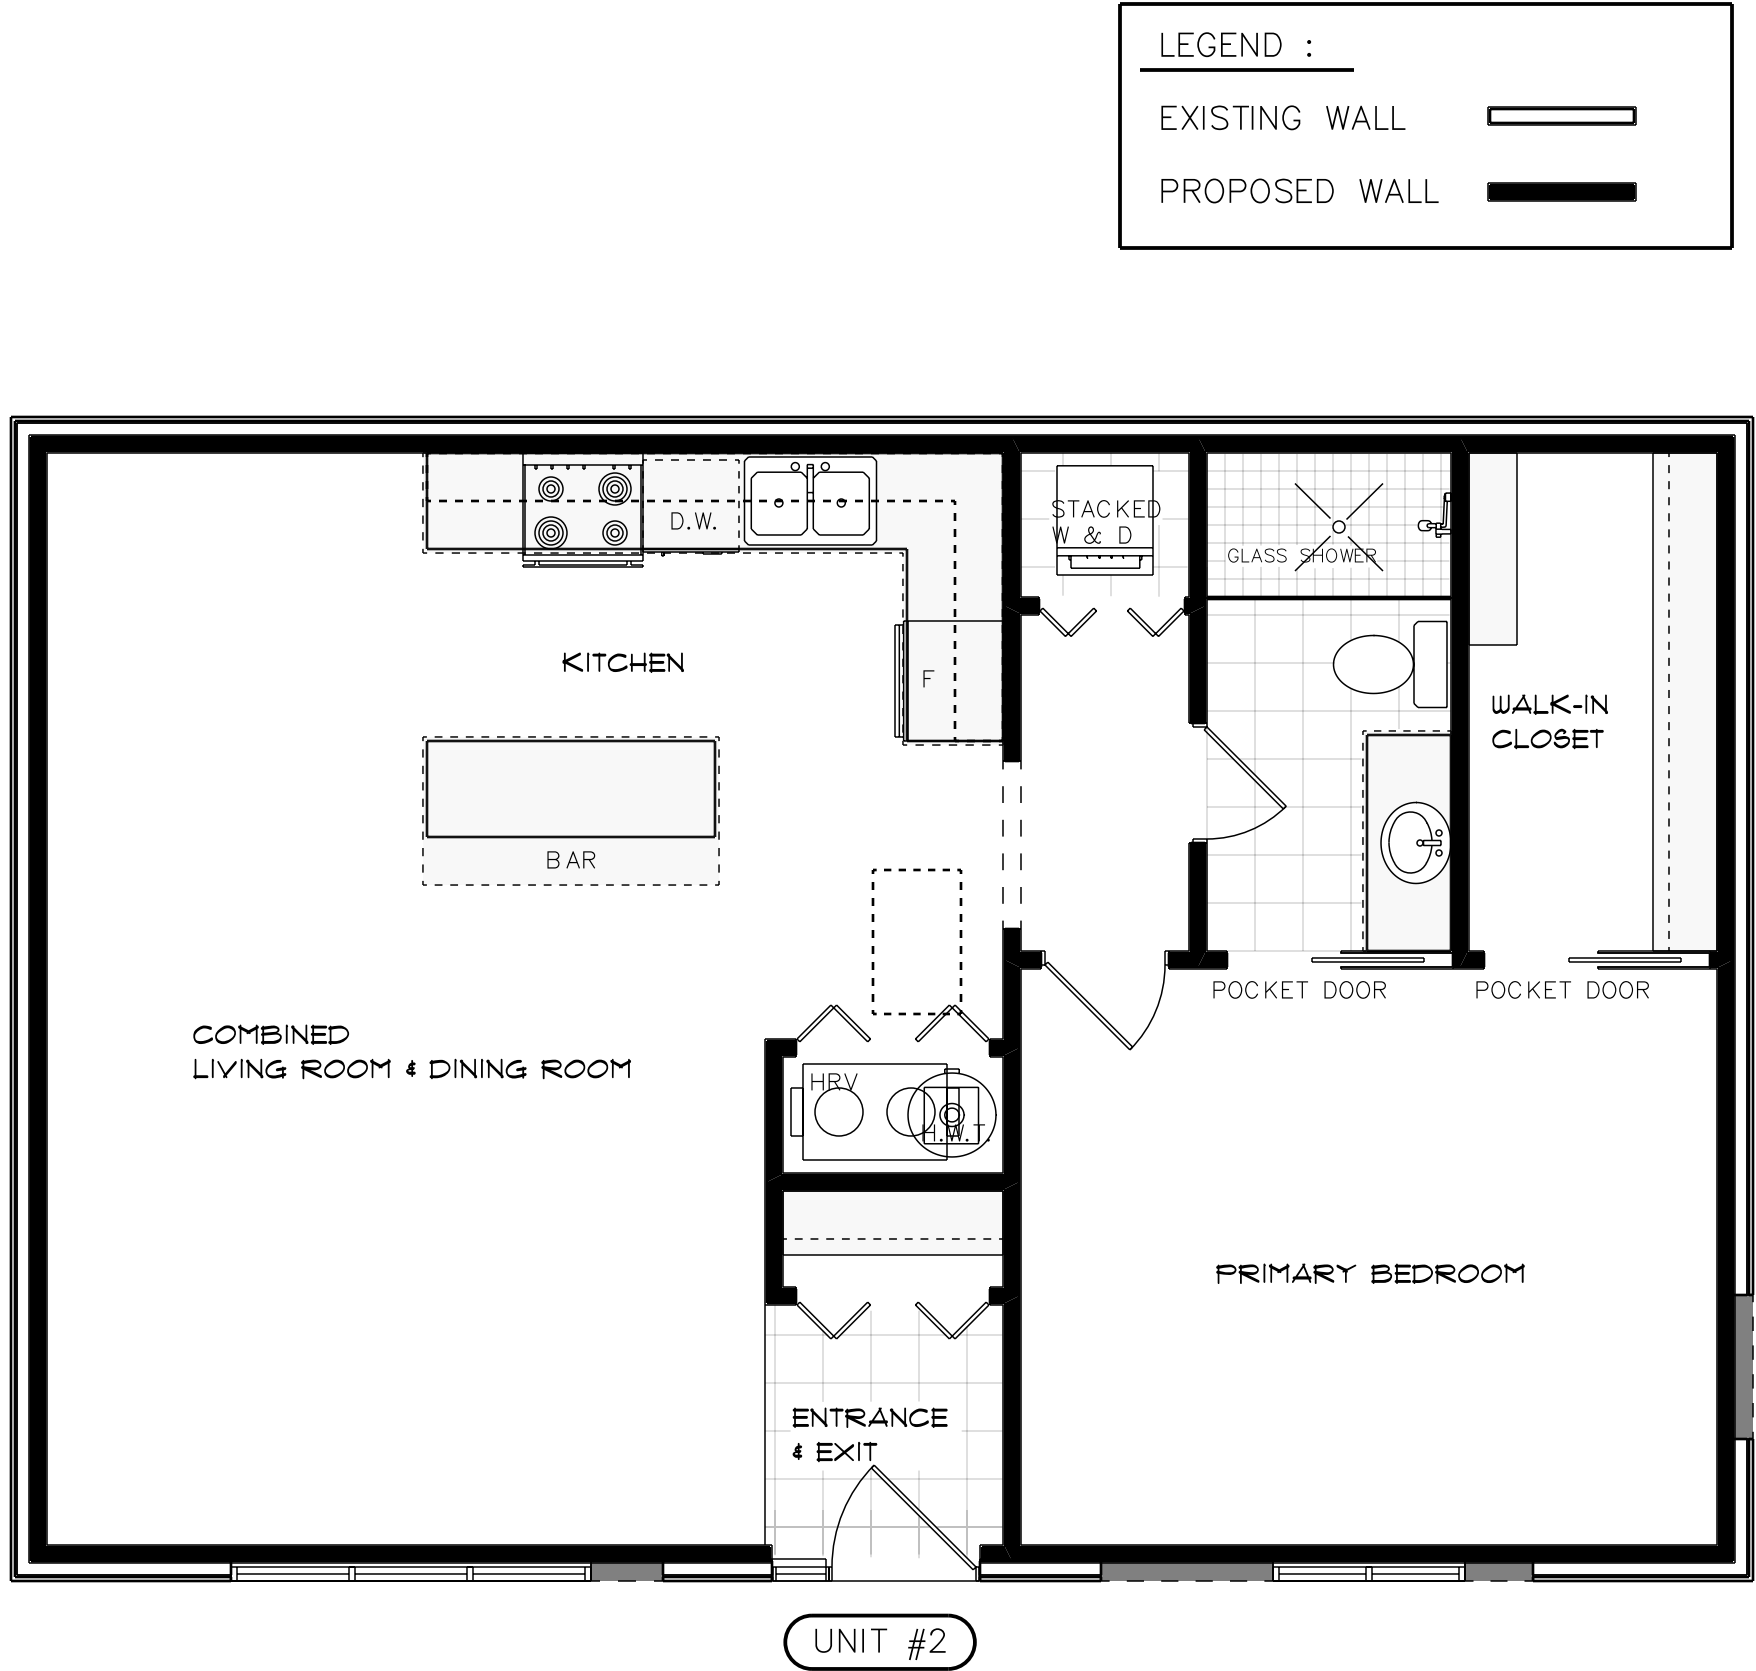 LEGEND :
EXISTING WALL
PROPOSED WALL
D.W.
STACKED
W & D
GLASS SHOWER
KITCHEN
F
WALK-IN
CLOSET
BAR
POCKET DOOR
POCKET DOOR
COMBINED
LIVING ROOM & DINING ROOM
HRV
H.W.T.
PRIMARY BEDROOM
ENTRANCE
& EXIT
UNIT #2